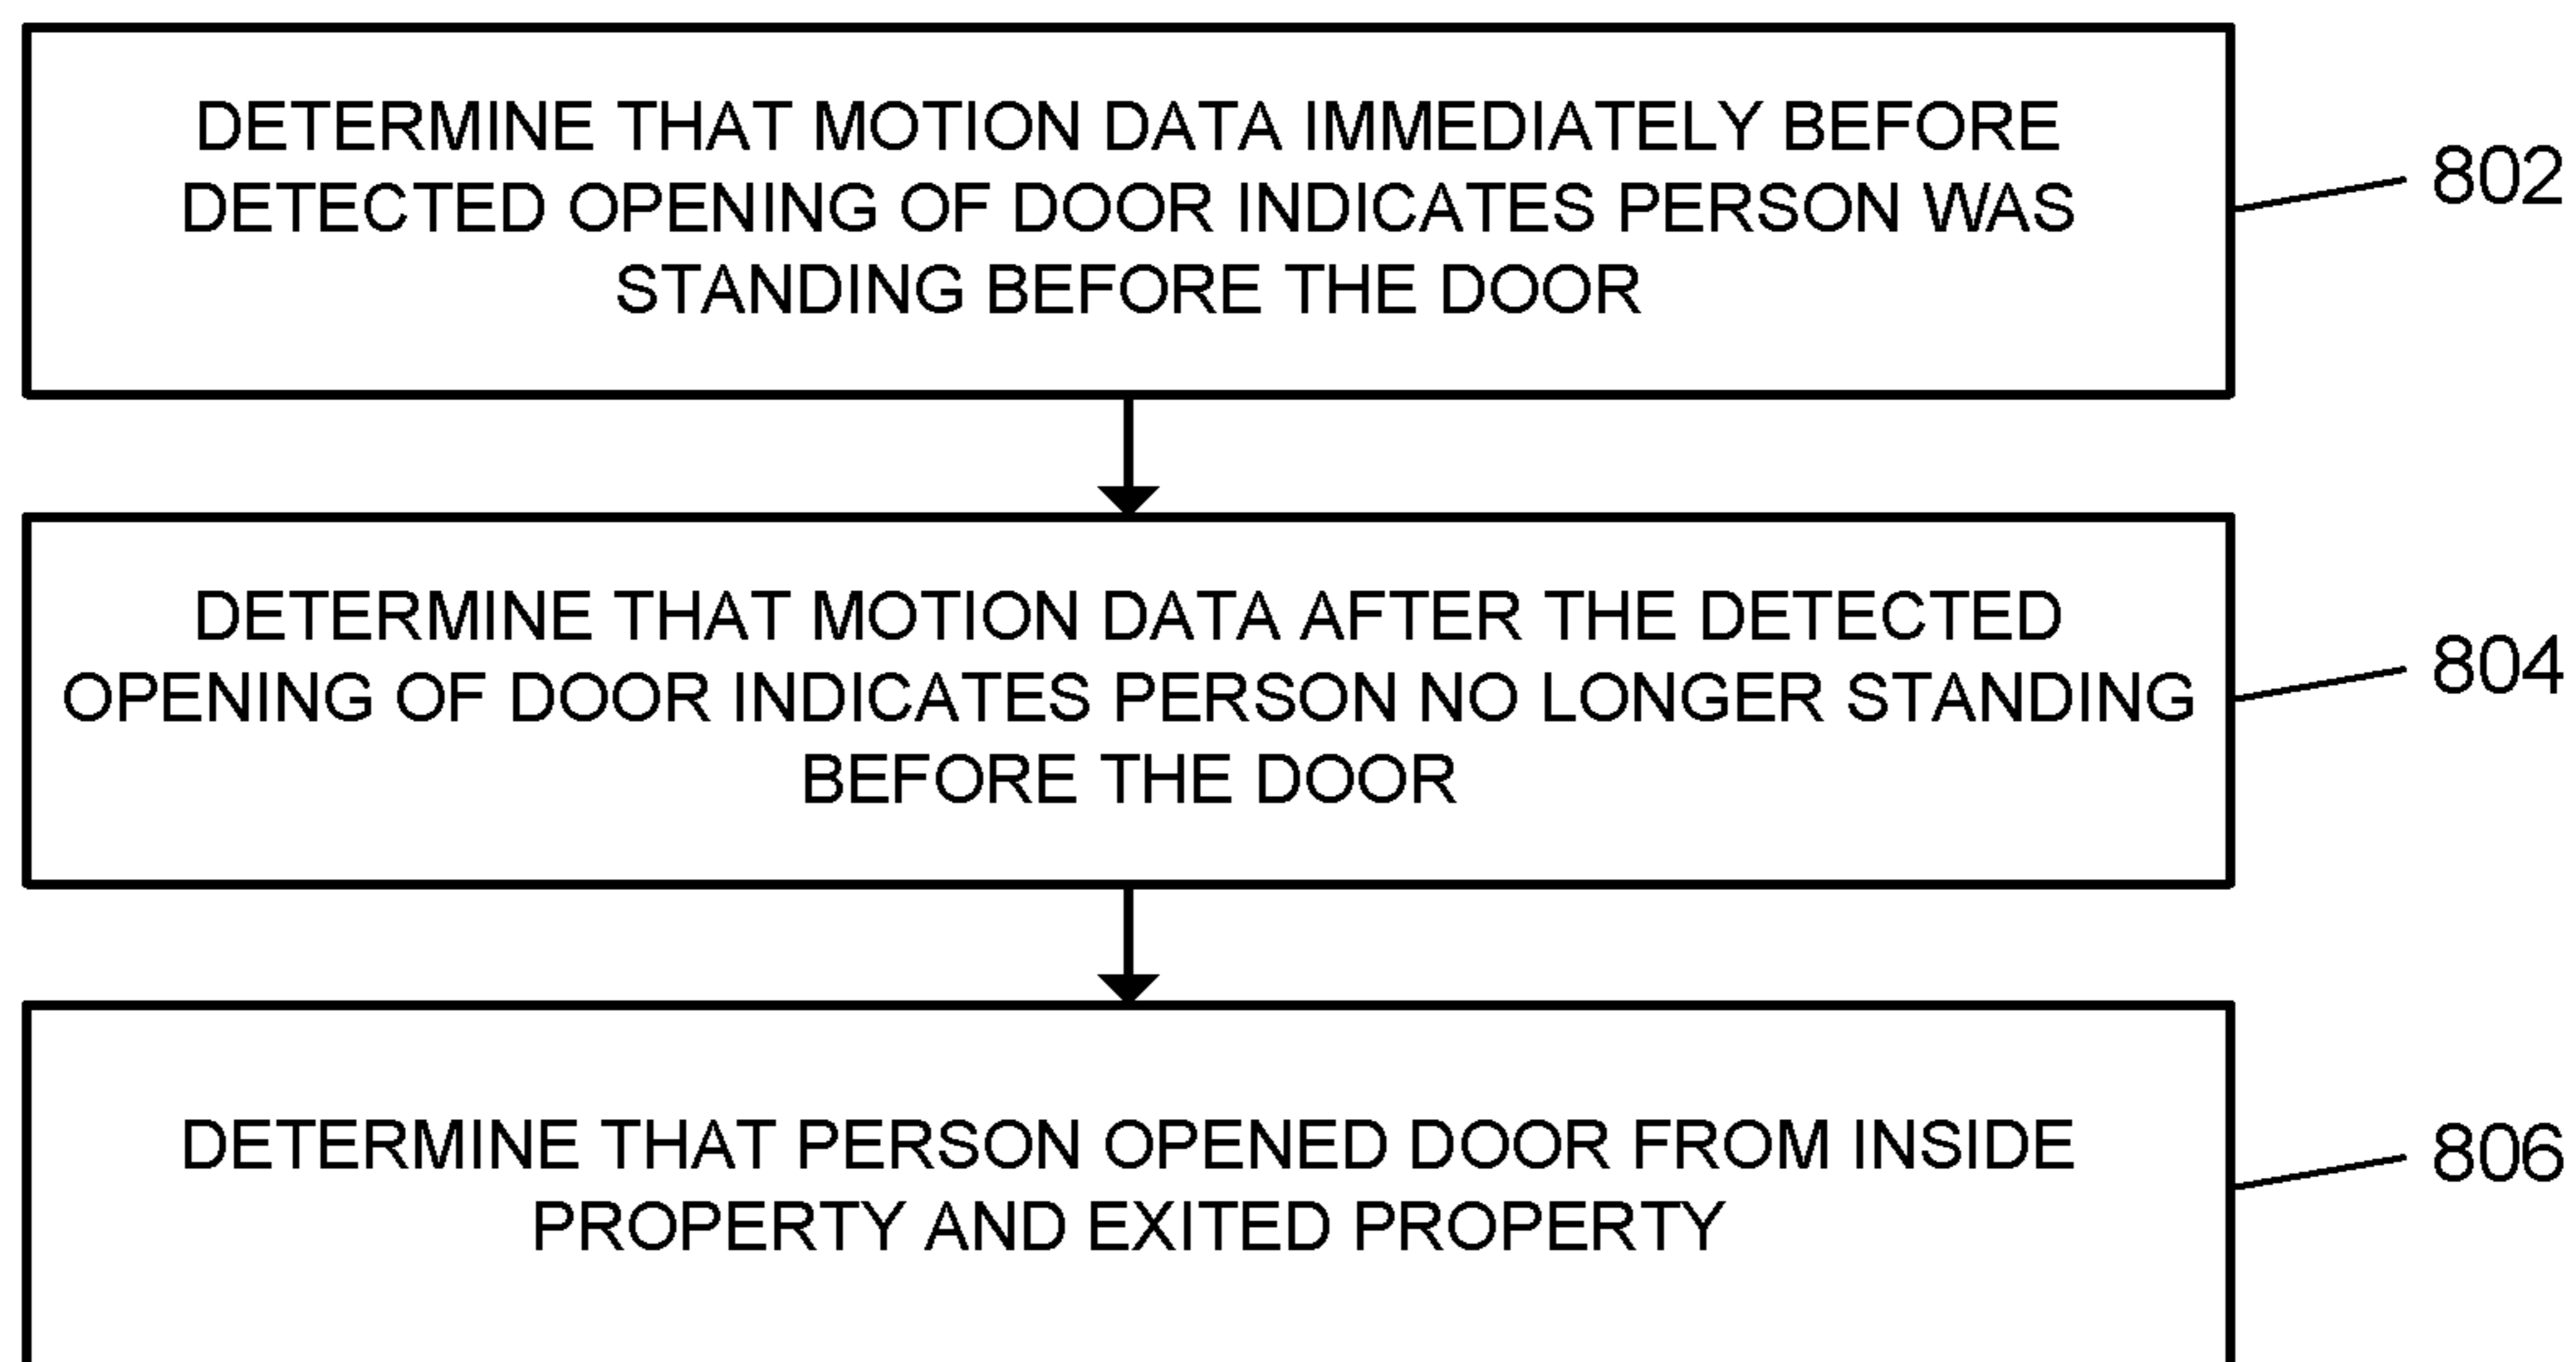 DETERMINE THAT MOTION DATA IMMEDIATELY BEFORE
DETECTED OPENING OF DOOR INDICATES PERSON WAS
STANDING BEFORE THE DOOR
802
DETERMINE THAT MOTION DATA AFTER THE DETECTED
OPENING OF DOOR INDICATES PERSON NO LONGER STANDING
BEFORE THE DOOR
804
DETERMINE THAT PERSON OPENED DOOR FROM INSIDE
PROPERTY AND EXITED PROPERTY
806